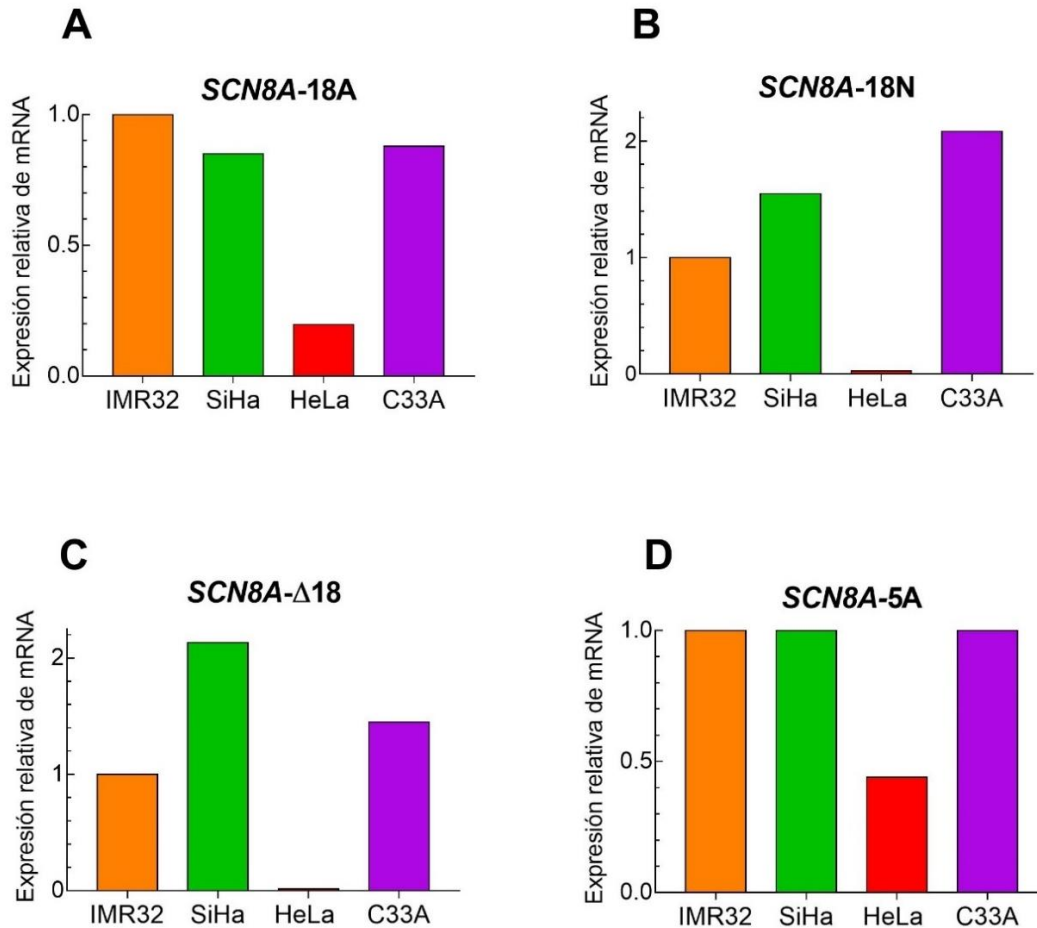 A
SCN8A-18A
Expresión relativa de mRNA
1.0
0.5
0.0
IMR32 SiHa HeLa C33A
B
SCN8A-18N
Expresión relativa de mRNA
2
1
0
IMR32 SiHa HeLa C33A
C
SCN8A-Δ18
Expresión relativa de mRNA
2
1
0
IMR32 SiHa HeLa C33A
D
SCN8A-5A
Expresión relativa de mRNA
1.0
0.5
0.0
IMR32 SiHa HeLa C33A